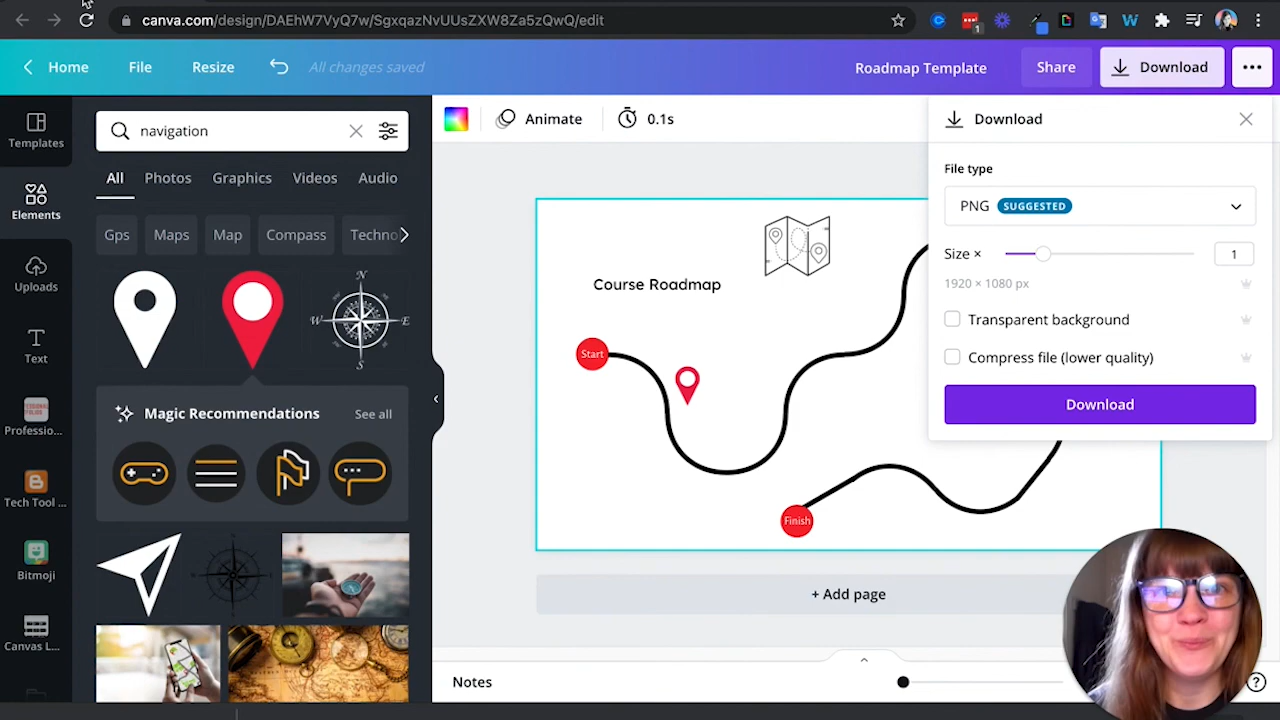 canva.com/design/DAEhW7VyQ7w/SgxqazNvUUsZXW8Za5zQwQ/edit
1
Home
File
Resize
All changes saved
Roadmap Template
Share
Download
Templates
Elements
Uploads
Text
Professio...
Tech Tool ...
Bitmoji
Canvas L...
navigation
All
Photos
Graphics
Videos
Audio
Gps
Maps
Map
Compass
Techno
N
W
E
S
Magic Recommendations
See all
Animate
0.1s
Course Roadmap
Start
Finish
+ Add page
Notes
Download
File type
PNG SUGGESTED
Size ×
1
1920 × 1080 px
Transparent background
Compress file (lower quality)
Download
?